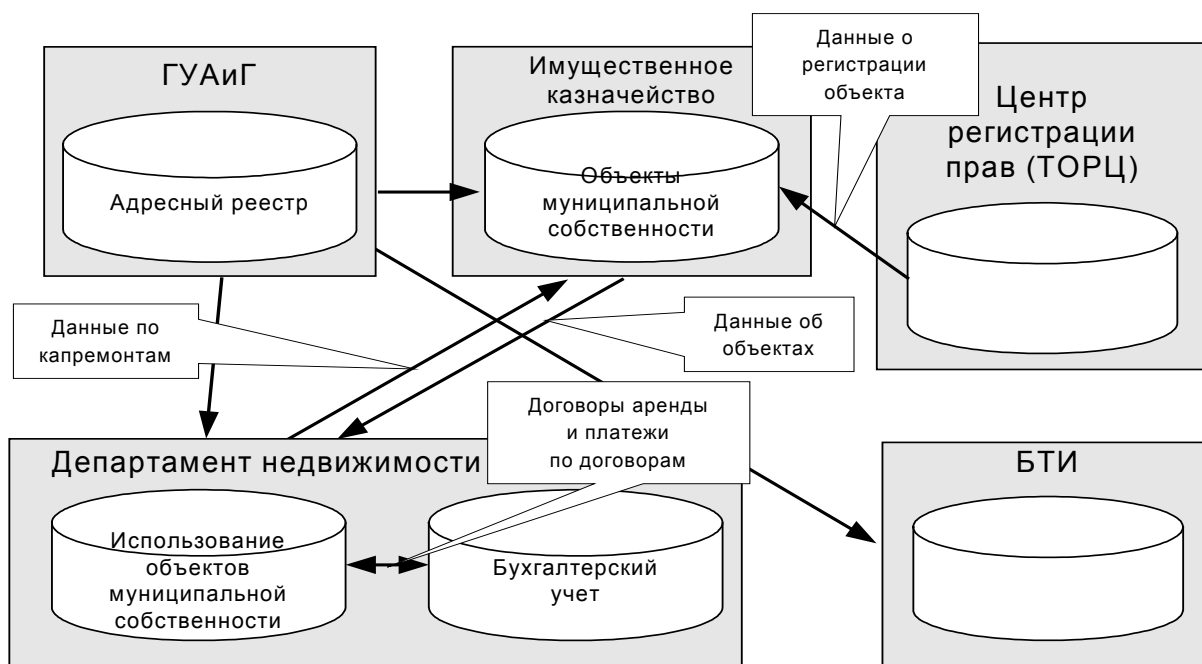 ГУАиГ
Адресный реестр
Имущественное
казначейство
Объекты
муниципальной
собственности
Данные о
регистрации
объекта
Центр
регистрации
прав (ТОРЦ)
Данные по
капремонтам
Данные об
объектах
Договоры аренды
и платежи
по договорам
Департамент недвижимости
Использование
объектов
муниципальной
собственности
Бухгалтерский
учет
БТИ